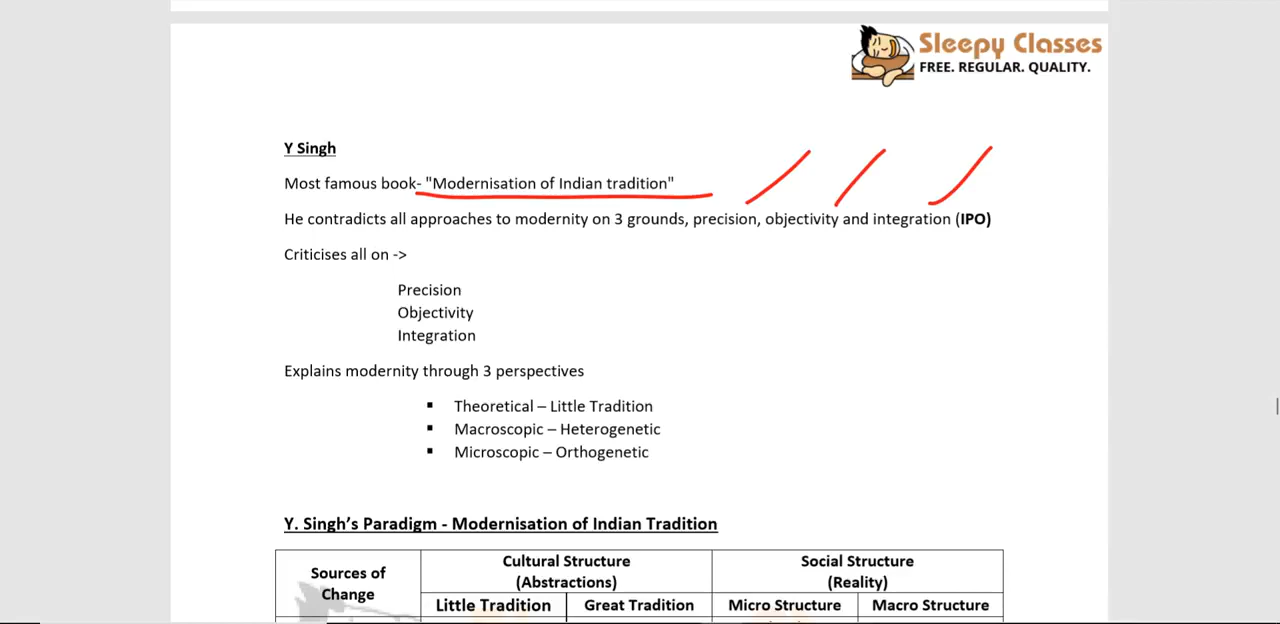 Sleepy Classes
FREE. REGULAR. QUALITY.
Y Singh
Most famous book- "Modernisation of Indian tradition"
He contradicts all approaches to modernity on 3 grounds, precision, objectivity and integration (IPO)
Criticises all on ->
Precision
Objectivity
Integration
Explains modernity through 3 perspectives
▪ Theoretical – Little Tradition
▪ Macroscopic – Heterogenetic
▪ Microscopic – Orthogenetic
Y. Singh’s Paradigm - Modernisation of Indian Tradition
Sources of Change
Cultural Structure
(Abstractions)
Social Structure
(Reality)
Little Tradition Great Tradition Micro Structure Macro Structure